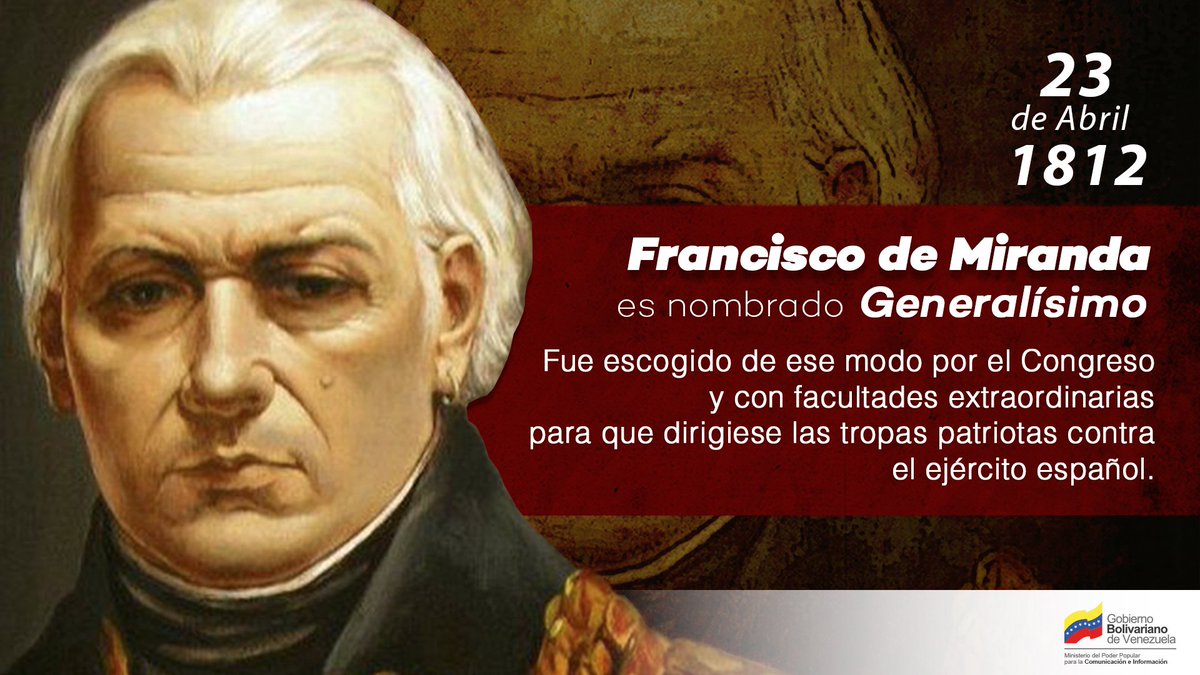 23
de Abril
1812
Francisco de Miranda
es nombrado Generalísimo
Fue escogido de ese modo por el Congreso
y con facultades extraordinarias
para que dirigiese las tropas patriotas contra
el ejército español.
Gobierno
Bolivariano
de Venezuela
Ministerio del Poder Popular
para la Comunicación e Información